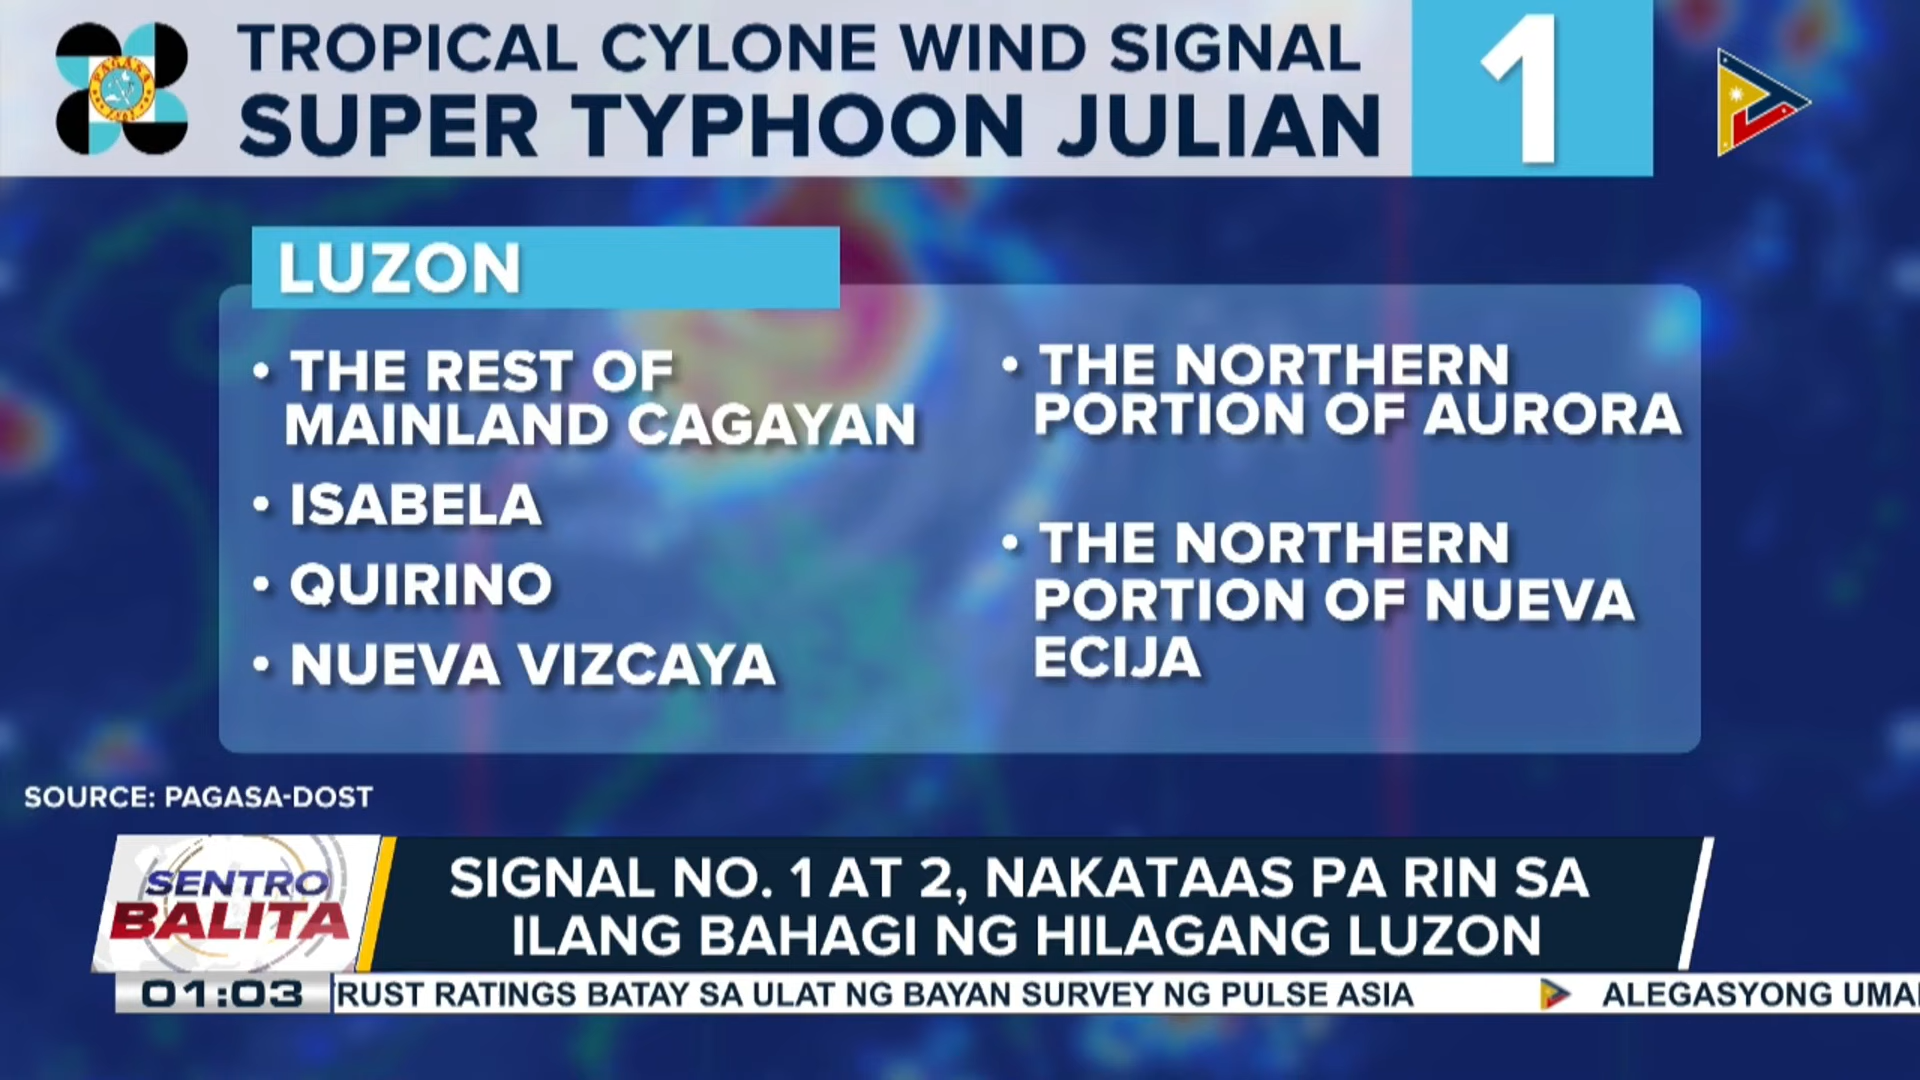 TROPICAL CYLONE WIND SIGNAL
SUPER TYPHOON JULIAN
1
PAGASA
LUZON
• THE REST OF
MAINLAND CAGAYAN
• ISABELA
• QUIRINO
• NUEVA VIZCAYA
• THE NORTHERN
PORTION OF AURORA
• THE NORTHERN
PORTION OF NUEVA
ECIJA
SOURCE: PAGASA-DOST
SENTRO
BALITA
SIGNAL NO. 1 AT 2, NAKATAAS PA RIN SA
ILANG BAHAGI NG HILAGANG LUZON
01:03
RUST RATINGS BATAY SA ULAT NG BAYAN SURVEY NG PULSE ASIA
ALEGASYONG UMA